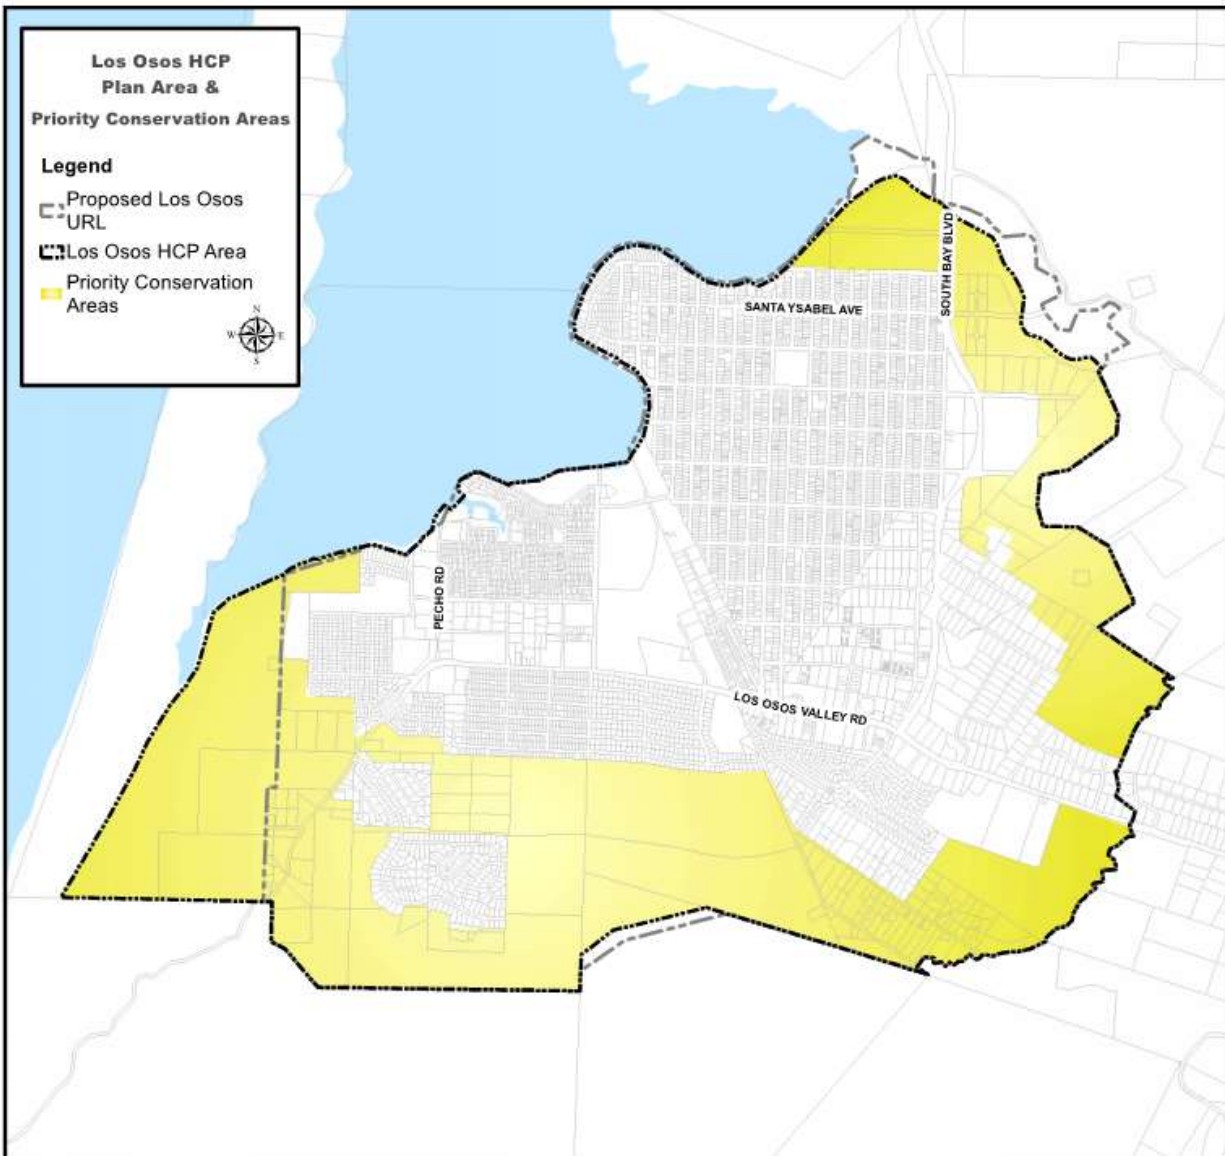 Los Osos HCP
Plan Area &
Priority Conservation Areas
Legend
Proposed Los Osos
URL
Los Osos HCP Area
Priority Conservation
Areas
N
W E
S
SOUTH BAY BLVD
SANTA YSABEL AVE
PECHO RD
LOS OSOS VALLEY RD